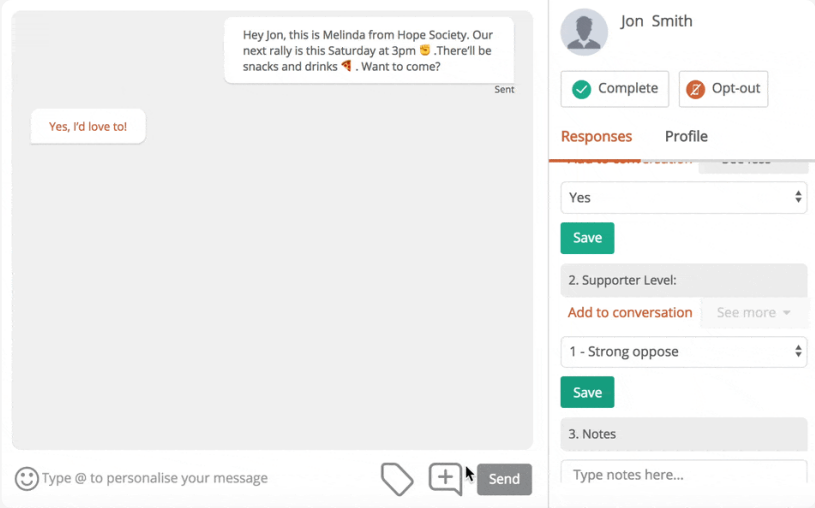 Hey Jon, this is Melinda from Hope Society. Our
next rally is this Saturday at 3pm ✊ .There'll be
snacks and drinks 🍕 . Want to come?
Sent
Yes, I'd love to!
Type @ to personalise your message
Send
Jon Smith
Complete
Opt-out
Responses
Profile
Add to conversation
Yes
Save
2. Supporter Level:
Add to conversation
See more
1 - Strong oppose
Save
3. Notes
Type notes here...